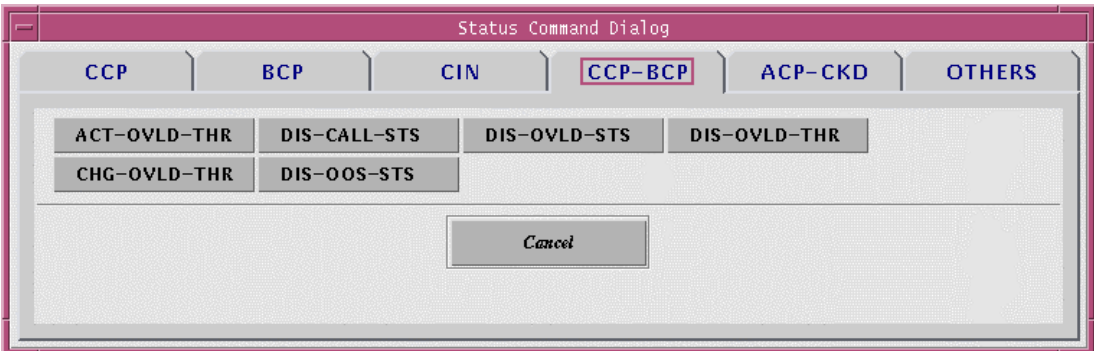 Status Command Dialog
CCP BCP CIN CCP-BCP ACP-CKD OTHERS
ACT-OVLD-THR DIS-CALL-STS DIS-OVLD-STS DIS-OVLD-THR
CHG-OVLD-THR DIS-OOS-STS
Cancel